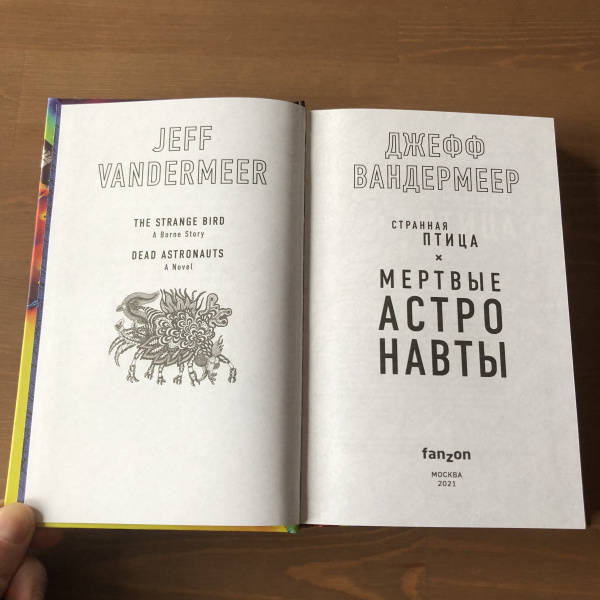 JEFF
VANDERMEER
THE STRANGE BIRD
A Borne Story
DEAD ASTRONAUTS
A Novel
ДЖЕФФ
ВАНДЕРМЕЕР
СТРАННАЯ
ПТИЦА
×
МЕРТВЫЕ
АСТРО
НАВТЫ
fanzon
МОСКВА
2021